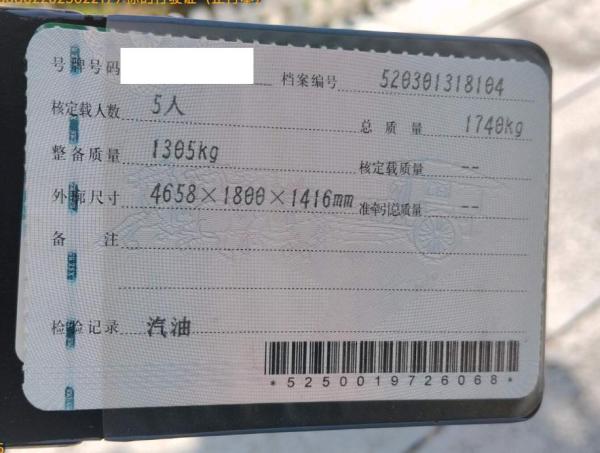 号牌号码
档案编号 520301318104
核定载人数 5人
总质量 1740kg
整备质量 1305kg
核定载质量 --
外廓尺寸 4658×1800×1416mm
准牵引总质量 --
备注
检验记录 汽油
*5250019726068*